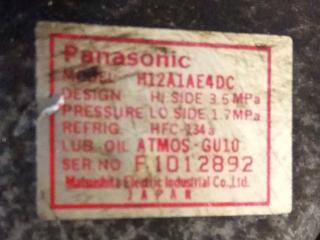 Panasonic
MODEL H12A1AE4DC
DESIGN HI SIDE 3.5MPa
PRESSURE LO SIDE 1.7MPa
REFRIG. HFC-134a
LUB. OIL ATMOS-GU10
SER NO F1D12892
Matsushita Electric Industrial Co.,Ltd.
JAPAN